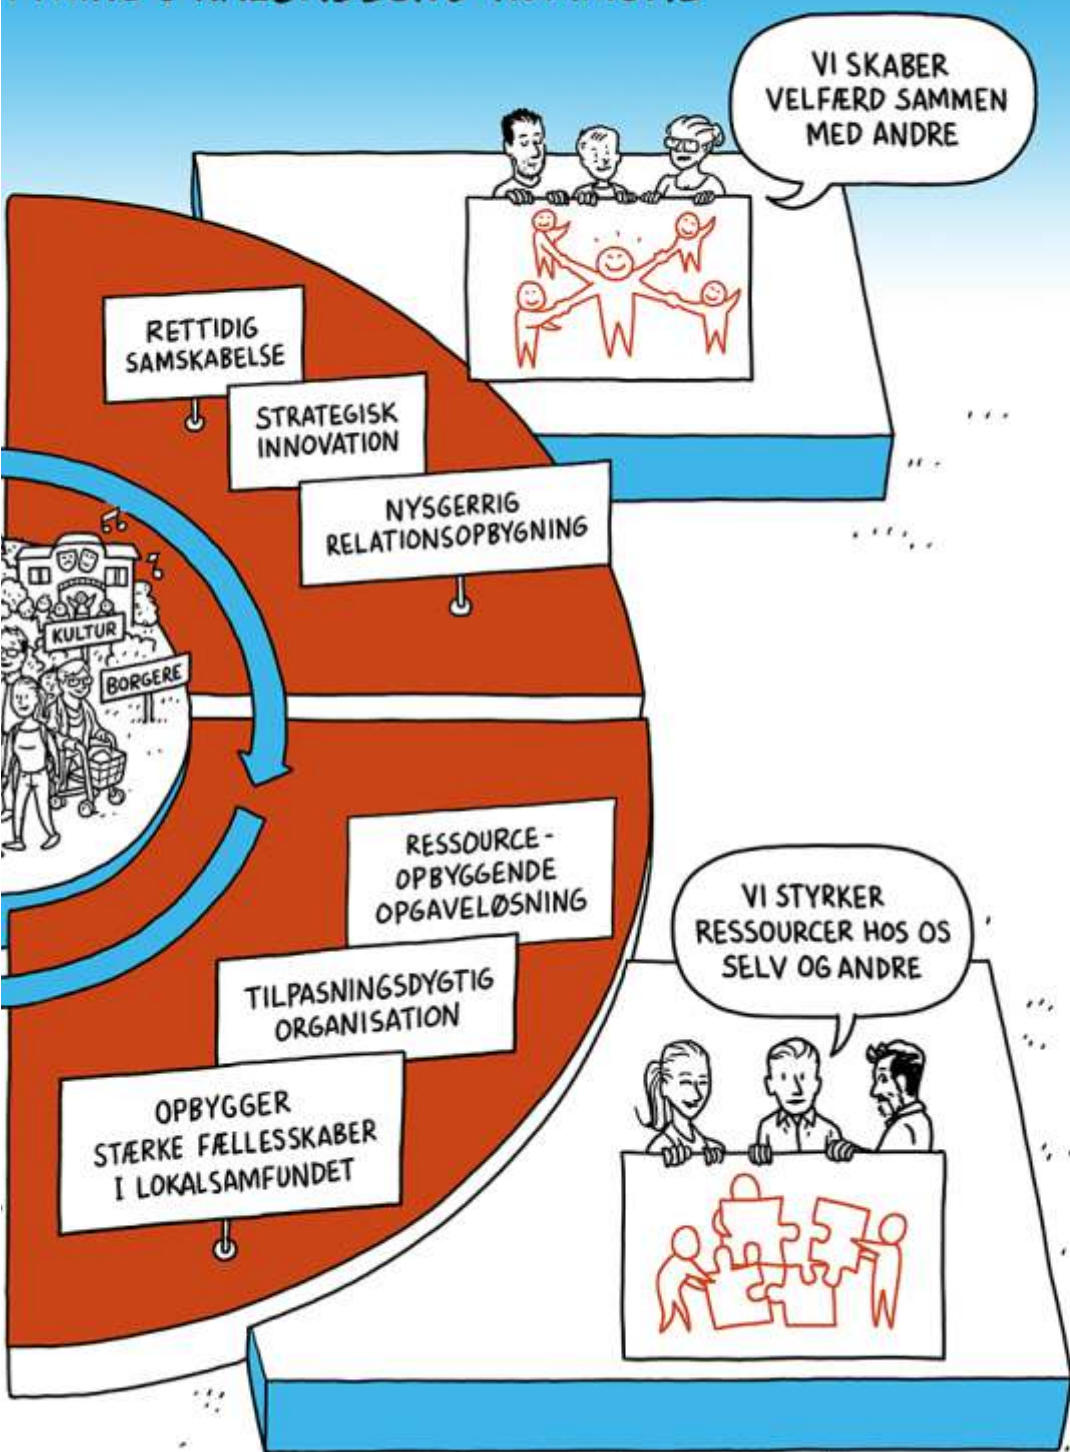 VI SKABER
VELFÆRD SAMMEN
MED ANDRE
RETTIDIG
SAMSKABELSE
STRATEGISK
INNOVATION
NYSGERRIG
RELATIONSOPBYGNING
KULTUR
BORGERE
RESSOURCE-
OPBYGGENDE
OPGAVELØSNING
TILPASNINGSDYGTIG
ORGANISATION
OPBYGGER
STÆRKE FÆLLESSKABER
I LOKALSAMFUNDET
VI STYRKER
RESSOURCER HOS OS
SELV OG ANDRE